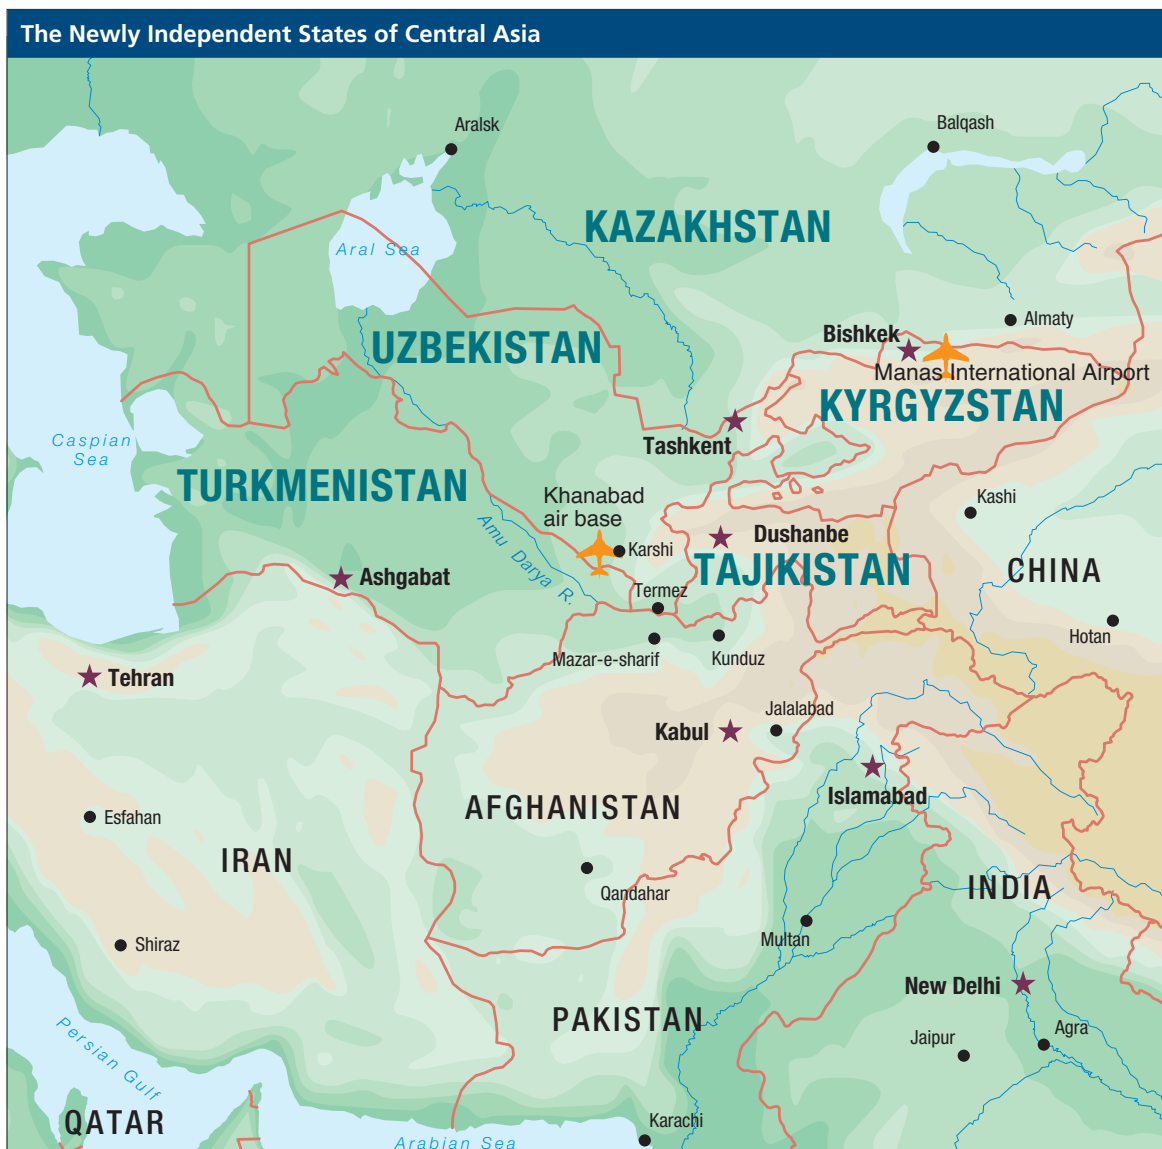 The Newly Independent States of Central Asia
Aralsk
Balqash
KAZAKHSTAN
Aral Sea
Almaty
Bishkek
UZBEKISTAN
Manas International Airport
KYRGYZSTAN
Caspian
Sea
Tashkent
TURKMENISTAN
Khanabad
air base
Kashi
Amu Darya R.
Dushanbe
Karshi
TAJIKISTAN
CHINA
Ashgabat
Termez
Hotan
Mazar-e-sharif
Kunduz
Tehran
Jalalabad
Kabul
Islamabad
AFGHANISTAN
Esfahan
IRAN
Qandahar
INDIA
Multan
Shiraz
New Delhi
PAKISTAN
Agra
Jaipur
Persian Gulf
QATAR
Karachi
Arabian Sea